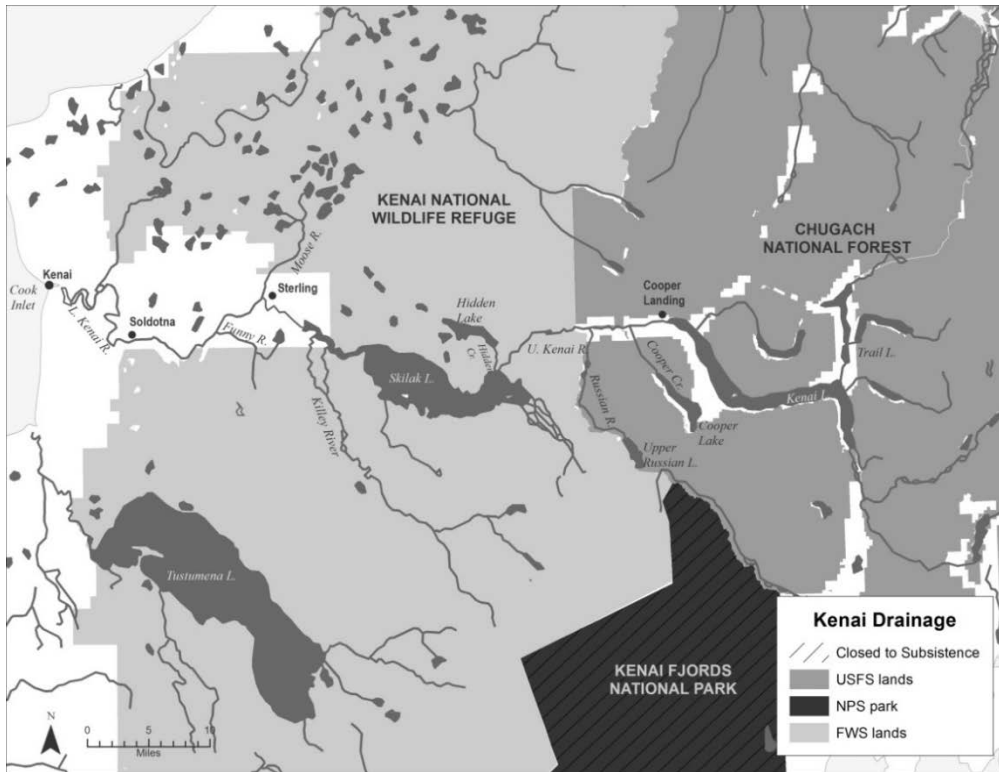 KENAI NATIONAL
WILDLIFE REFUGE
CHUGACH
NATIONAL FOREST
Moose R.
Kenai
Cook
Inlet
Sterling
Cooper
Landing
Hidden
Lake
L. Kenai R.
Soldotna
Funny R.
Hidden
Cr.
U. Kenai R.
Trail L.
Skilak L.
Cooper Cr.
Kenai L.
Russian R.
Killey River
Cooper
Lake
Upper
Russian L.
Tustumena L.
KENAI FJORDS
NATIONAL PARK
Kenai Drainage
Closed to Subsistence
USFS lands
NPS park
FWS lands
N
0 5 10
Miles